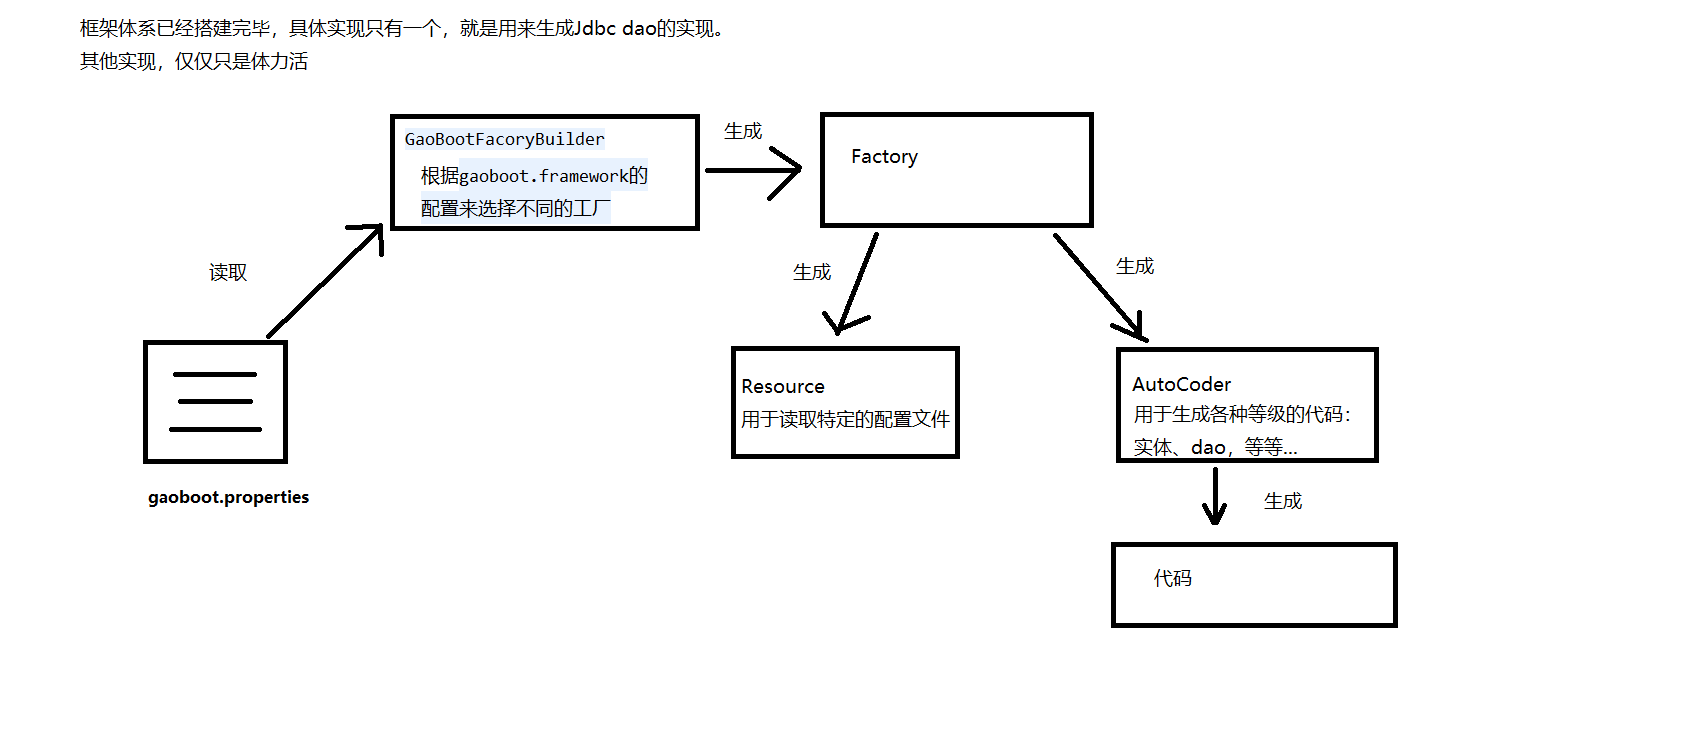 框架体系已经搭建完毕，具体实现只有一个，就是用来生成Jdbc dao的实现。
其他实现，仅仅只是体力活
GaoBootFacoryBuilder
根据gaoboot.framework的
配置来选择不同的工厂
生成
Factory
读取
生成
生成
gaoboot.properties
Resource
用于读取特定的配置文件
AutoCoder
用于生成各种等级的代码：
实体、dao，等等...
生成
代码